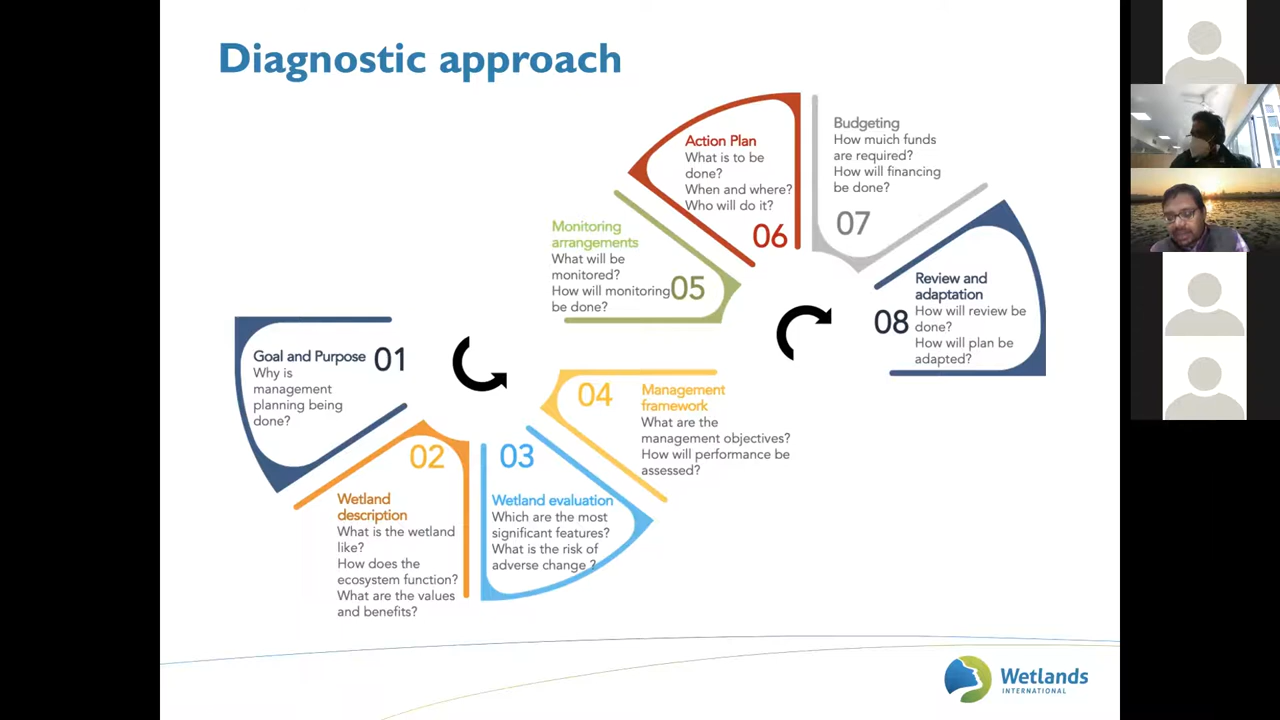 Diagnostic approach
Goal and Purpose
01
Why is
management
planning being
done?
02
Wetland
description
What is the wetland
like?
How does the
ecosystem function?
What are the values
and benefits?
03
Wetland evaluation
Which are the most
significant features?
What is the risk of
adverse change ?
04
Management
framework
What are the
management objectives?
How will performance be
assessed?
Monitoring
arrangements
What will be
monitored?
How will monitoring
be done?
05
Action Plan
What is to be
done?
When and where?
Who will do it?
06
Budgeting
How muich funds
are required?
How will financing
be done?
07
Review and
adaptation
08
How will review be
done?
How will plan be
adapted?
Wetlands
INTERNATIONAL